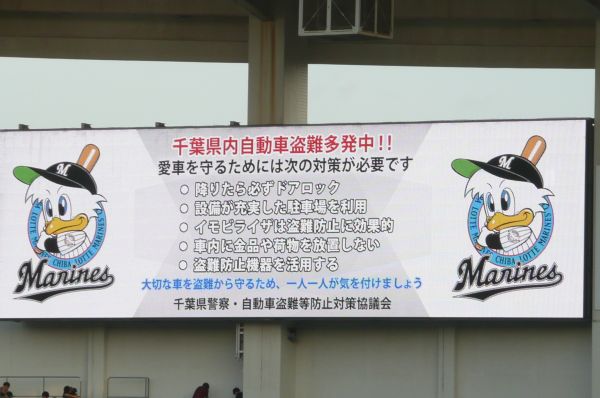 千葉県内自動車盗難多発中!!
愛車を守るためには次の対策が必要です
● 降りたら必ずドアロック
● 設備が充実した駐車場を利用
● イモビライザは盗難防止に効果的
● 車内に金品や荷物を放置しない
● 盗難防止機器を活用する
大切な車を盗難から守るため、一人一人が気を付けましょう
千葉県警察・自動車盗難等防止対策協議会
M
CHIBA LOTTE MARINES
Marines
M
CHIBA LOTTE MARINES
Marines